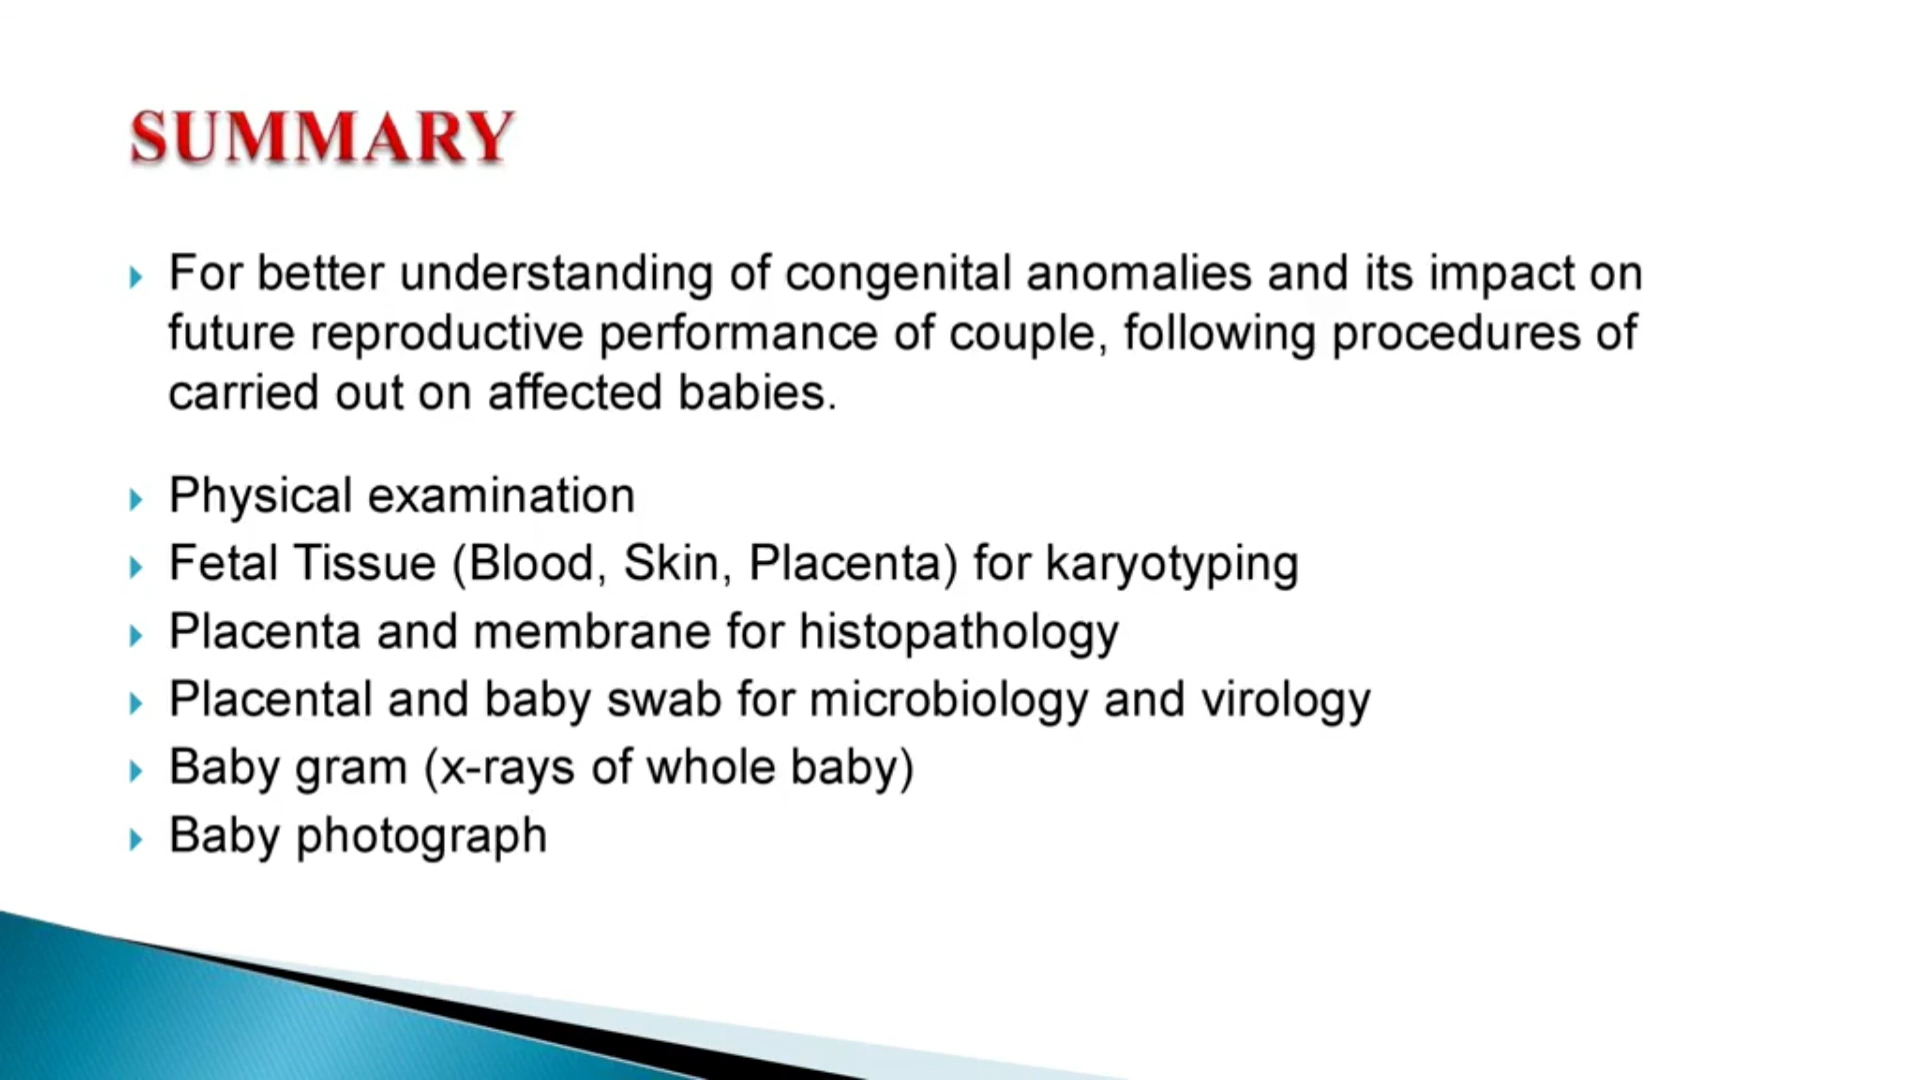 SUMMARY
For better understanding of congenital anomalies and its impact on
future reproductive performance of couple, following procedures of
carried out on affected babies.
Physical examination
Fetal Tissue (Blood, Skin, Placenta) for karyotyping
Placenta and membrane for histopathology
Placental and baby swab for microbiology and virology
Baby gram (x-rays of whole baby)
Baby photograph